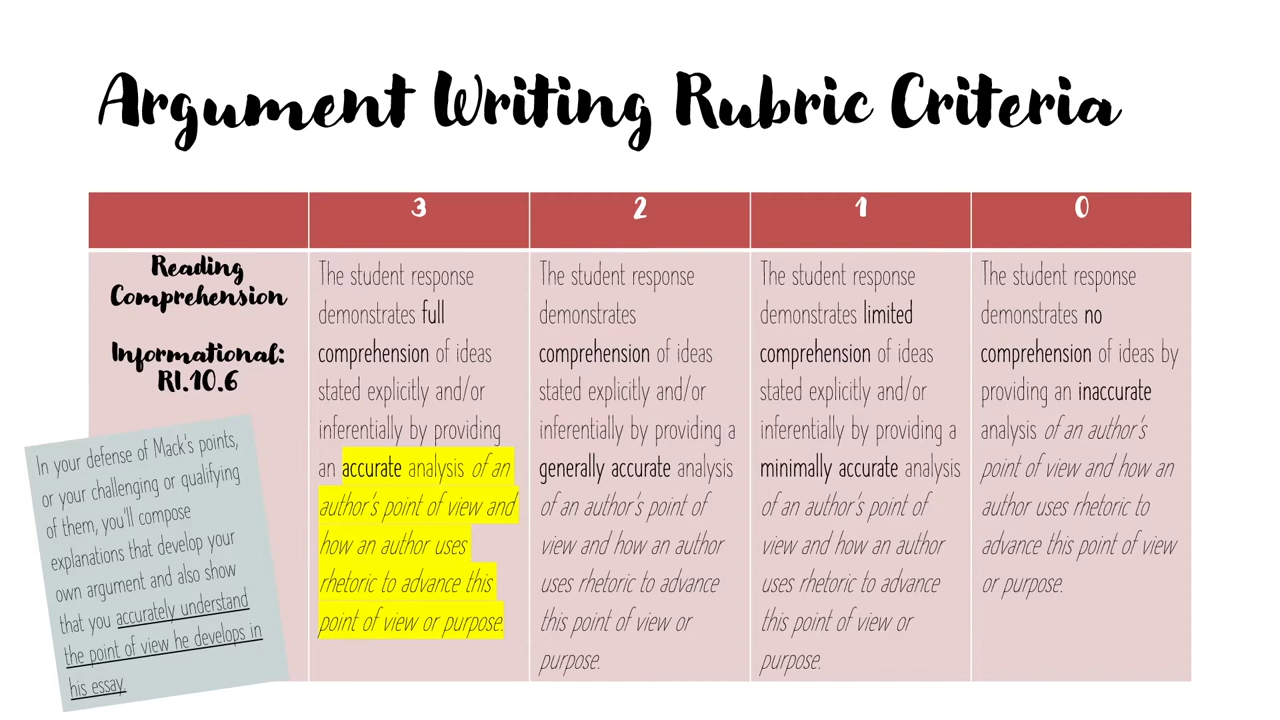 Argument Writing Rubric Criteria
3
2
1
0
Reading
Comprehension
Informational:
RI.10.6
The student response
demonstrates full
comprehension of ideas
stated explicitly and/or
inferentially by providing
an accurate analysis of an
author's point of view and
how an author uses
rhetoric to advance this
point of view or purpose.
The student response
demonstrates
comprehension of ideas
stated explicitly and/or
inferentially by providing a
generally accurate analysis
of an author's point of
view and how an author
uses rhetoric to advance
this point of view or
purpose.
The student response
demonstrates limited
comprehension of ideas
stated explicitly and/or
inferentially by providing a
minimally accurate analysis
of an author's point of
view and how an author
uses rhetoric to advance
this point of view or
purpose.
The student response
demonstrates no
comprehension of ideas by
providing an inaccurate
analysis of an author's
point of view and how an
author uses rhetoric to
advance this point of view
or purpose.
In your defense of Mack's points,
or your challenging or qualifying
of them, you'll compose
explanations that develop your
own argument and also show
that you accurately understand
the point of view he develops in
his essay.